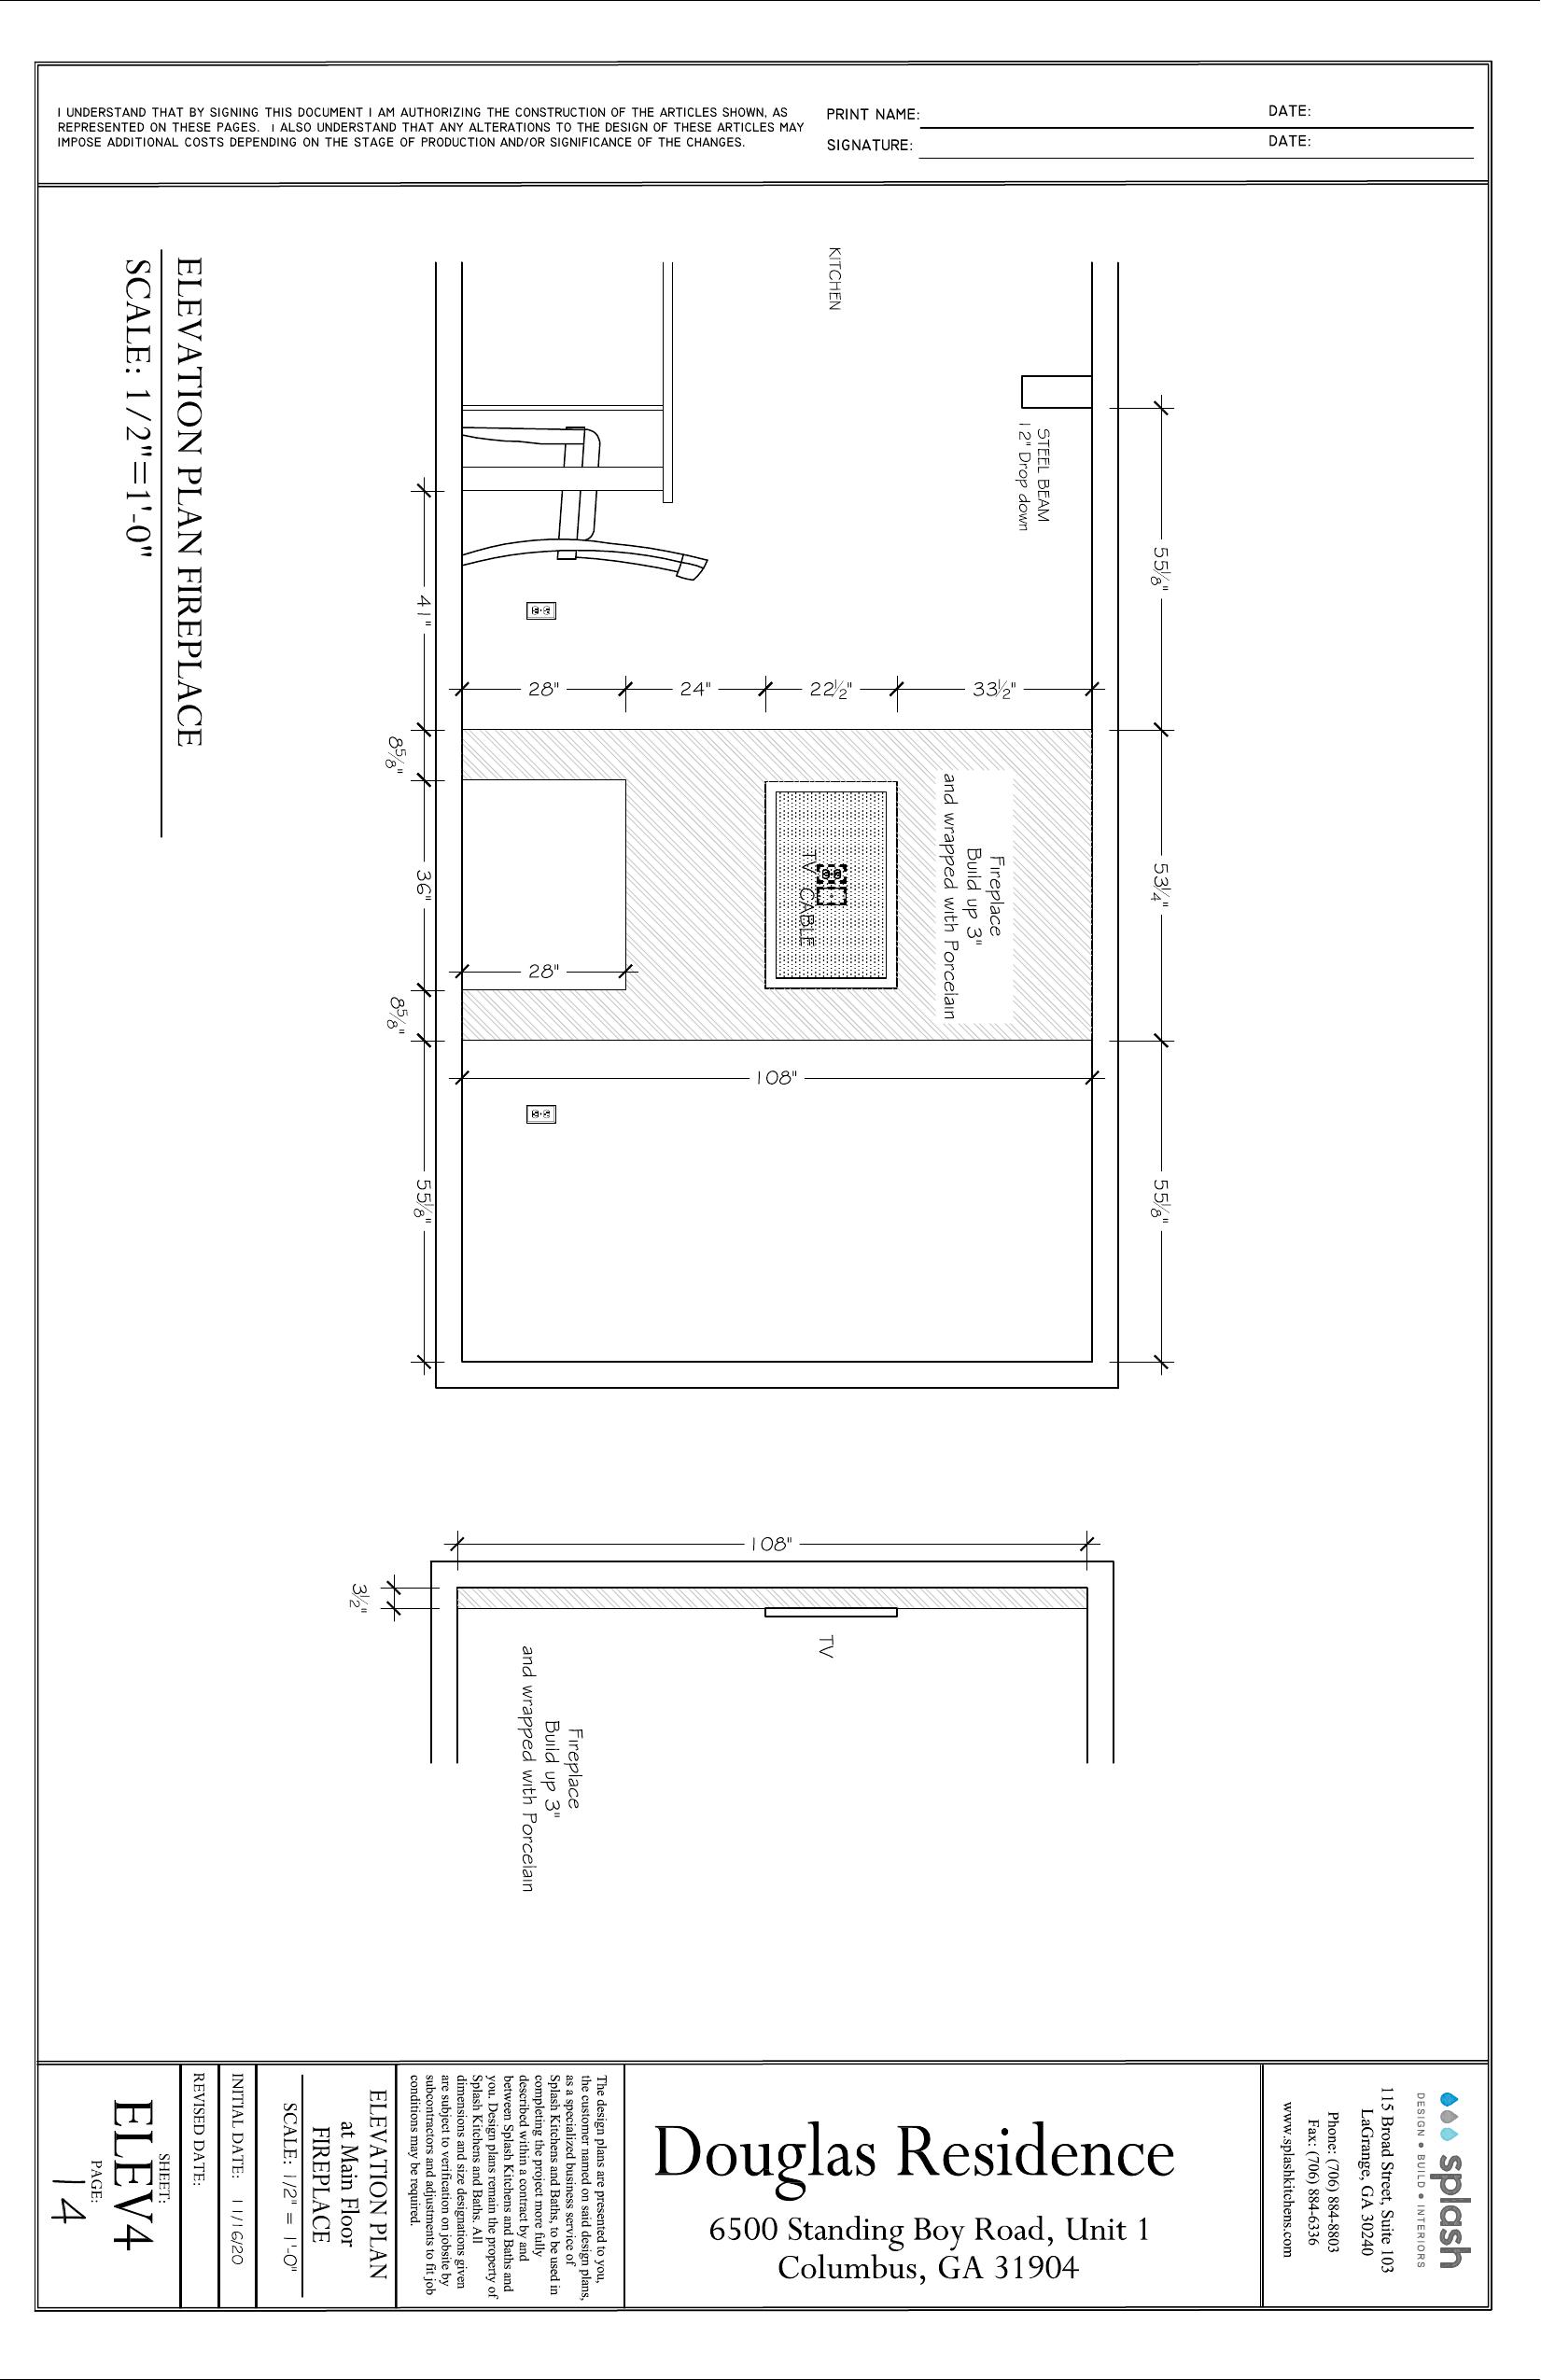 I UNDERSTAND THAT BY SIGNING THIS DOCUMENT I AM AUTHORIZING THE CONSTRUCTION OF THE ARTICLES SHOWN, AS
REPRESENTED ON THESE PAGES. I ALSO UNDERSTAND THAT ANY ALTERATIONS TO THE DESIGN OF THESE ARTICLES MAY
IMPOSE ADDITIONAL COSTS DEPENDING ON THE STAGE OF PRODUCTION AND/OR SIGNIFICANCE OF THE CHANGES.
PRINT NAME:
DATE:
SIGNATURE:
DATE:
ELEVATION PLAN FIREPLACE
SCALE: 1/2"=1'-0"
KITCHEN
STEEL BEAM
12" Drop down
55 1/8"
53 1/4"
55 1/8"
28"
24"
22 1/2"
33 1/2"
Fireplace
Build up 3"
and wrapped with Porcelain
TV CABLE
28"
108"
41"
8 5/8"
36"
8 5/8"
55 1/8"
108"
3 1/2"
TV
Fireplace
Build up 3"
and wrapped with Porcelain
splash
DESIGN • BUILD • INTERIORS
115 Broad Street, Suite 103
LaGrange, GA 30240
Phone: (706) 884-8803
Fax: (706) 884-6336
www.splashkitchens.com
Douglas Residence
6500 Standing Boy Road, Unit 1
Columbus, GA 31904
The design plans are presented to you,
the customer named on said design plans,
as a specialized business service of
Splash Kitchens and Baths, to be used in
completing the project more fully
described within a contract by and
between Splash Kitchens and Baths and
you. Design plans remain the property of
Splash Kitchens and Baths. All
dimensions and size designations given
are subject to verification on jobsite by
subcontractors and adjustments to fit job
conditions may be required.
ELEVATION PLAN
at Main Floor
FIREPLACE
SCALE: 1/2" = 1'-0"
INITIAL DATE: 11/16/20
REVISED DATE:
SHEET:
ELEV4
PAGE:
14